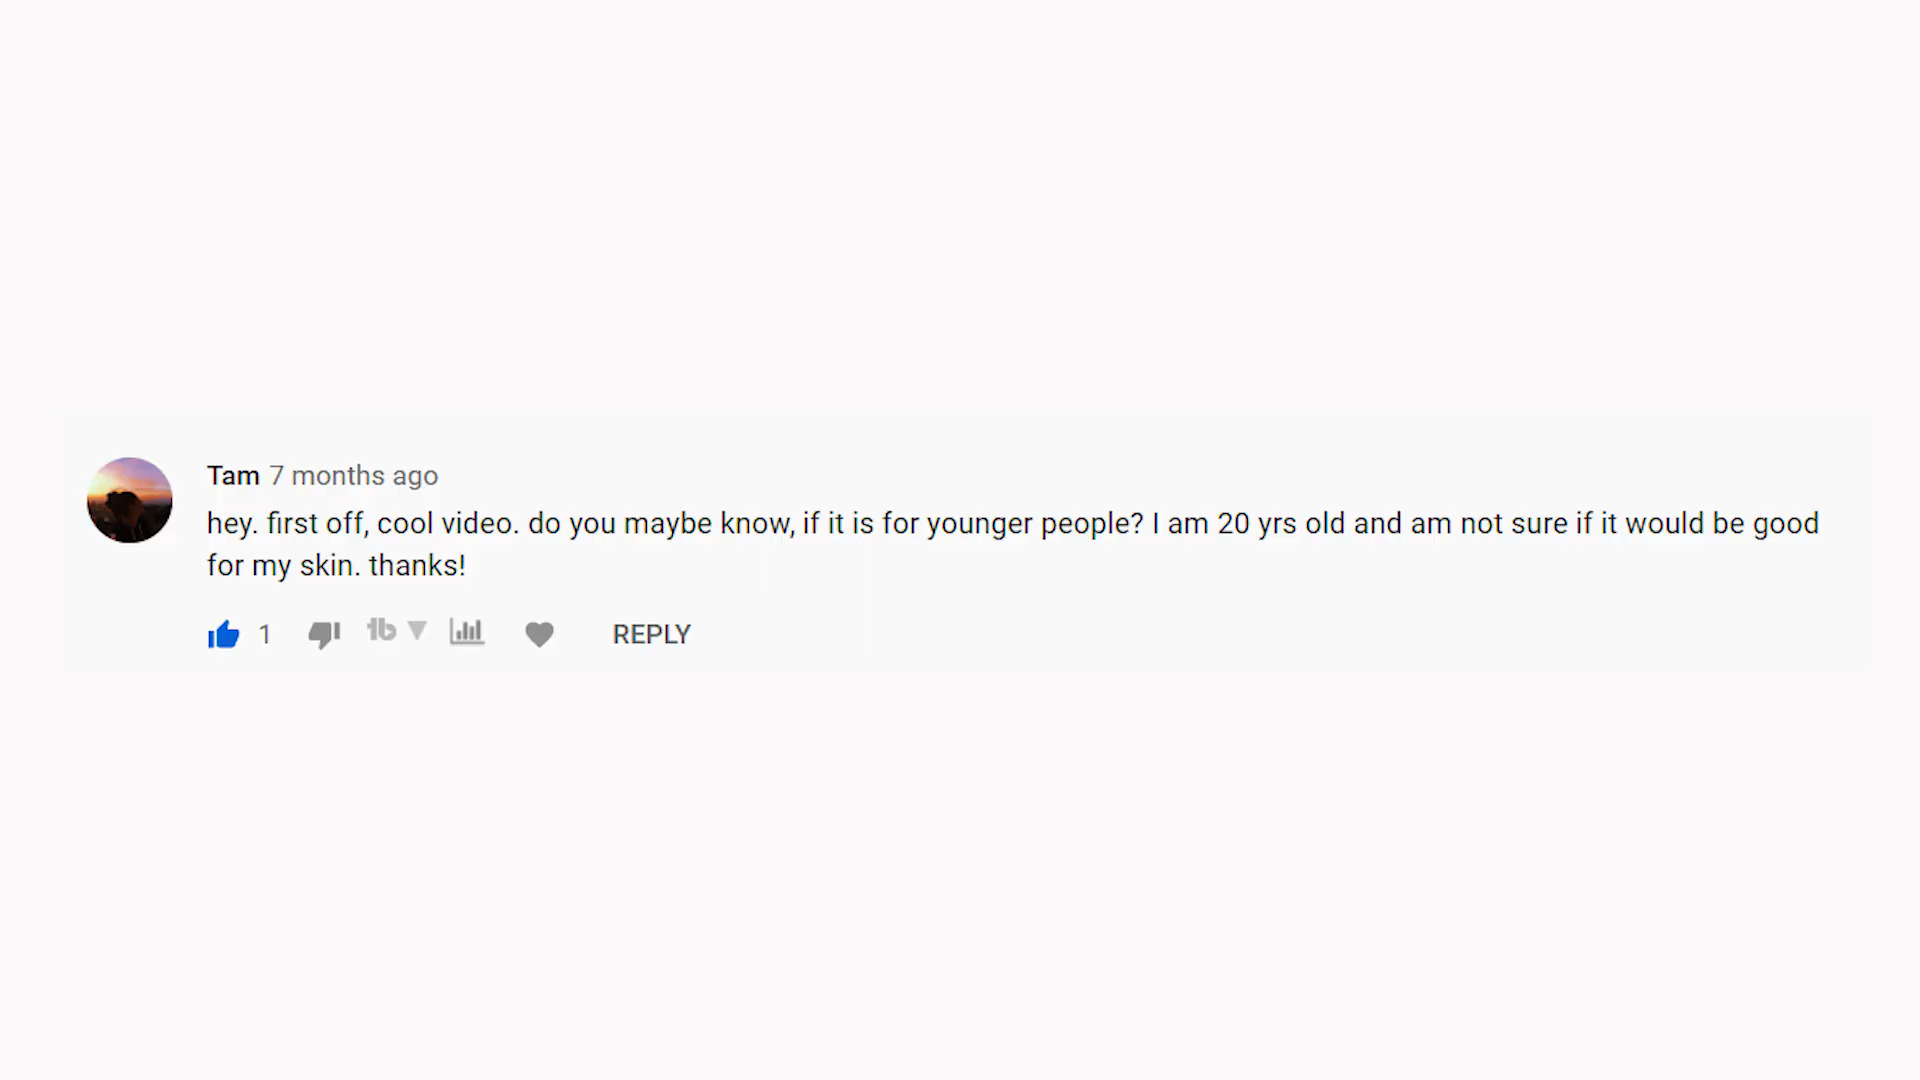 Tam 7 months ago
hey. first off, cool video. do you maybe know, if it is for younger people? I am 20 yrs old and am not sure if it would be good
for my skin. thanks!
1 tb REPLY